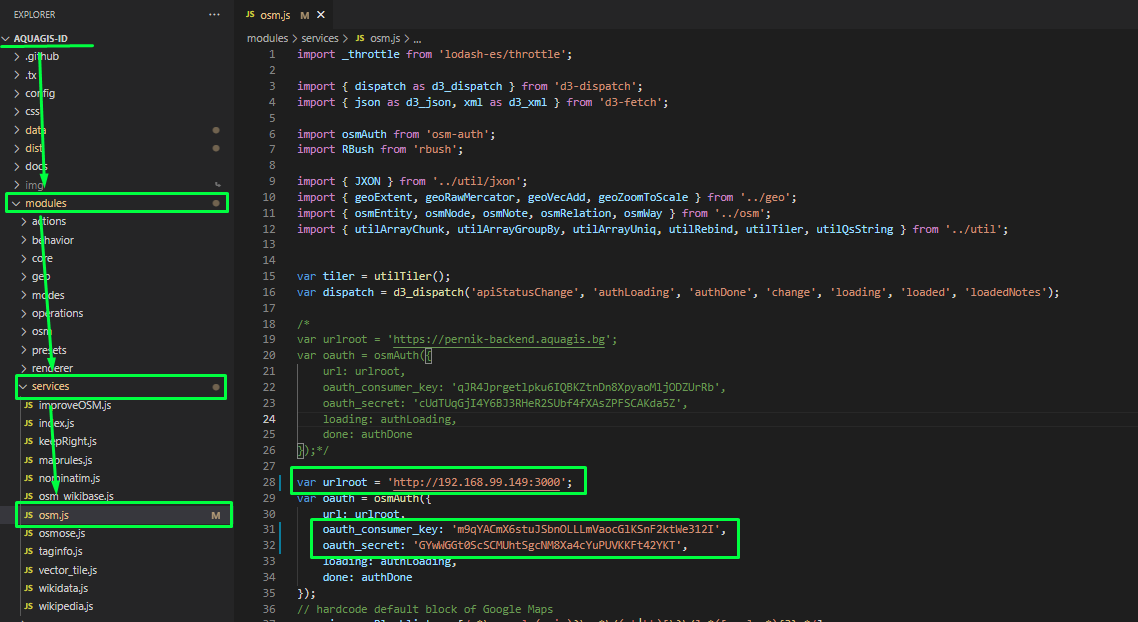 EXPLORER
AQUAGIS-ID
.github
.tx
config
css
data
dist
docs
img
modules
actions
behavior
core
geo
modes
operations
osm
presets
renderer
services
JS improveOSM.js
JS index.js
JS keepRight.js
JS maprules.js
JS nominatim.js
JS osm_wikibase.js
JS osm.js M
JS osmose.js
JS taginfo.js
JS vector_tile.js
JS wikidata.js
JS wikipedia.js
JS osm.js M
modules > services > JS osm.js > ...
1 import _throttle from 'lodash-es/throttle';
2
3 import { dispatch as d3_dispatch } from 'd3-dispatch';
4 import { json as d3_json, xml as d3_xml } from 'd3-fetch';
5
6 import osmAuth from 'osm-auth';
7 import RBush from 'rbush';
8
9 import { JXON } from '../util/jxon';
10 import { geoExtent, geoRawMercator, geoVecAdd, geoZoomToScale } from '../geo';
11 import { osmEntity, osmNode, osmNote, osmRelation, osmWay } from '../osm';
12 import { utilArrayChunk, utilArrayGroupBy, utilArrayUniq, utilRebind, utilTiler, utilQsString } from '../util';
13
14
15 var tiler = utilTiler();
16 var dispatch = d3_dispatch('apiStatusChange', 'authLoading', 'authDone', 'change', 'loading', 'loaded', 'loadedNotes');
17
18 /*
19 var urlroot = 'https://pernik-backend.aquagis.bg';
20 var oauth = osmAuth({
21 url: urlroot,
22 oauth_consumer_key: 'qJR4Jprgetlpku6IQBKZtnDn8XpyaoMljODZUrRb',
23 oauth_secret: 'cUdTUqGjI4Y6BJ3RHeR2SUbf4fXAsZPFSCAKda5Z',
24 loading: authLoading,
25 done: authDone
26 });*/
27
28 var urlroot = 'http://192.168.99.149:3000';
29 var oauth = osmAuth({
30 url: urlroot,
31 oauth_consumer_key: 'm9qYACmX6stuJSbnOLLLmVaocGlKSnF2ktWe312I',
32 oauth_secret: 'GYwWGGt0ScSCMUhtSgcNM8Xa4cYuPUVKKFt42YKT',
33 loading: authLoading,
34 done: authDone
35 });
36 // hardcode default block of Google Maps